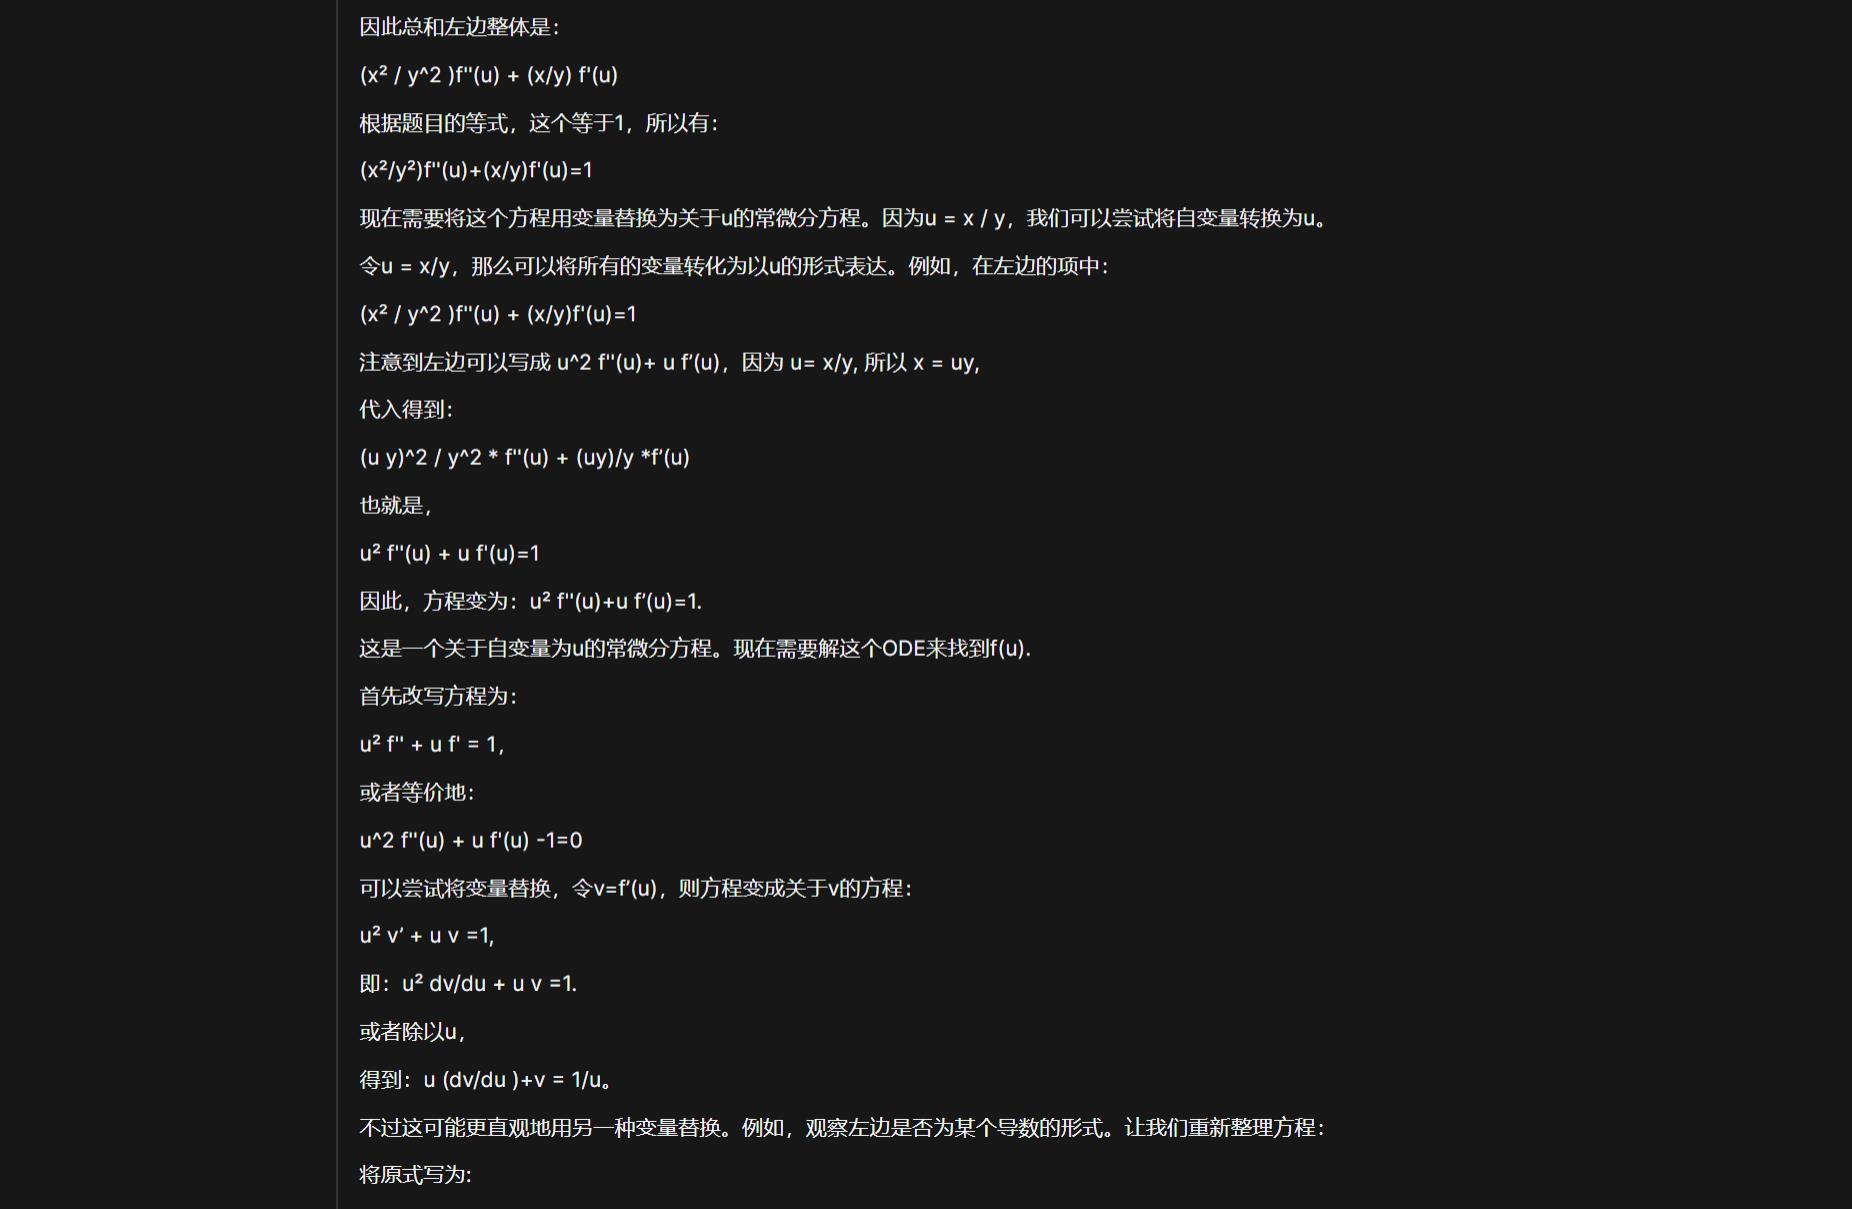 因此总和左边整体是：
(x² / y^2 )f''(u) + (x/y) f'(u)
根据题目的等式，这个等于1，所以有：
(x²/y²)f''(u)+(x/y)f'(u)=1
现在需要将这个方程用变量替换为关于u的常微分方程。因为u = x / y，我们可以尝试将自变量转换为u。
令u = x/y，那么可以将所有的变量转化为以u的形式表达。例如，在左边的项中：
(x² / y^2 )f''(u) + (x/y)f'(u)=1
注意到左边可以写成 u^2 f''(u)+ u f’(u)，因为 u= x/y, 所以 x = uy,
代入得到：
(u y)^2 / y^2 * f''(u) + (uy)/y *f’(u)
也就是，
u² f''(u) + u f'(u)=1
因此，方程变为：u² f''(u)+u f’(u)=1.
这是一个关于自变量为u的常微分方程。现在需要解这个ODE来找到f(u).
首先改写方程为：
u² f'' + u f' = 1，
或者等价地：
u^2 f''(u) + u f'(u) -1=0
可以尝试将变量替换，令v=f’(u)，则方程变成关于v的方程：
u² v’ + u v =1,
即：u² dv/du + u v =1.
或者除以u，
得到：u (dv/du )+v = 1/u。
不过这可能更直观地用另一种变量替换。例如，观察左边是否为某个导数的形式。让我们重新整理方程：
将原式写为: